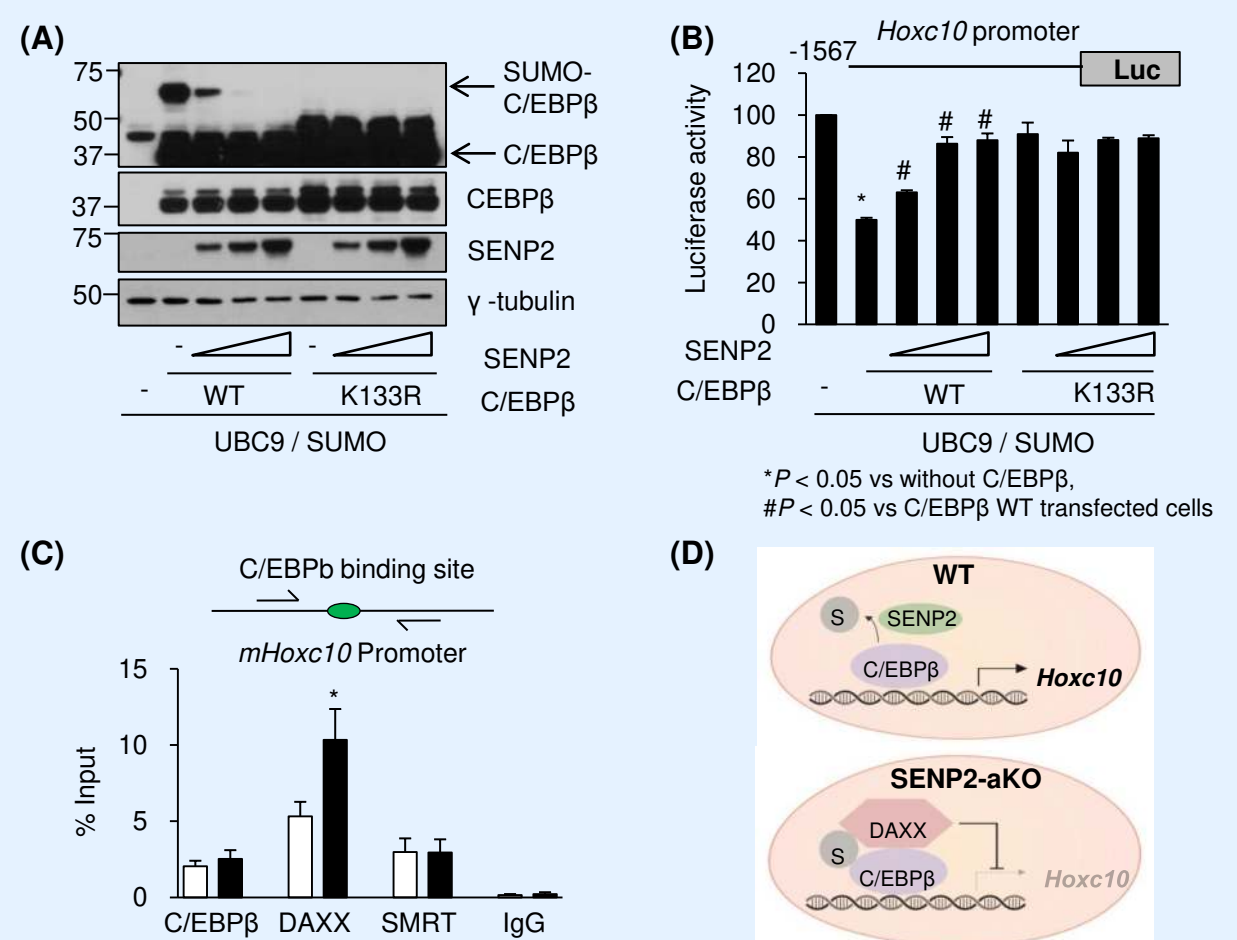 (A)
75
50
37
SUMO-
C/EBPβ
C/EBPβ
37
CEBPβ
75
SENP2
50
γ -tubulin
- -
SENP2
- WT K133R
C/EBPβ
UBC9 / SUMO
(B)
Hoxc10 promoter
-1567
Luc
Luciferase activity
120
100
80
60
40
20
0
* # # #
SENP2
C/EBPβ
- WT K133R
UBC9 / SUMO
*P < 0.05 vs without C/EBPβ,
#P < 0.05 vs C/EBPβ WT transfected cells
(C)
C/EBPb binding site
mHoxc10 Promoter
% Input
15
10
5
0
*
C/EBPβ DAXX SMRT IgG
(D)
WT
S
SENP2
C/EBPβ
Hoxc10
SENP2-aKO
DAXX
S
C/EBPβ
Hoxc10